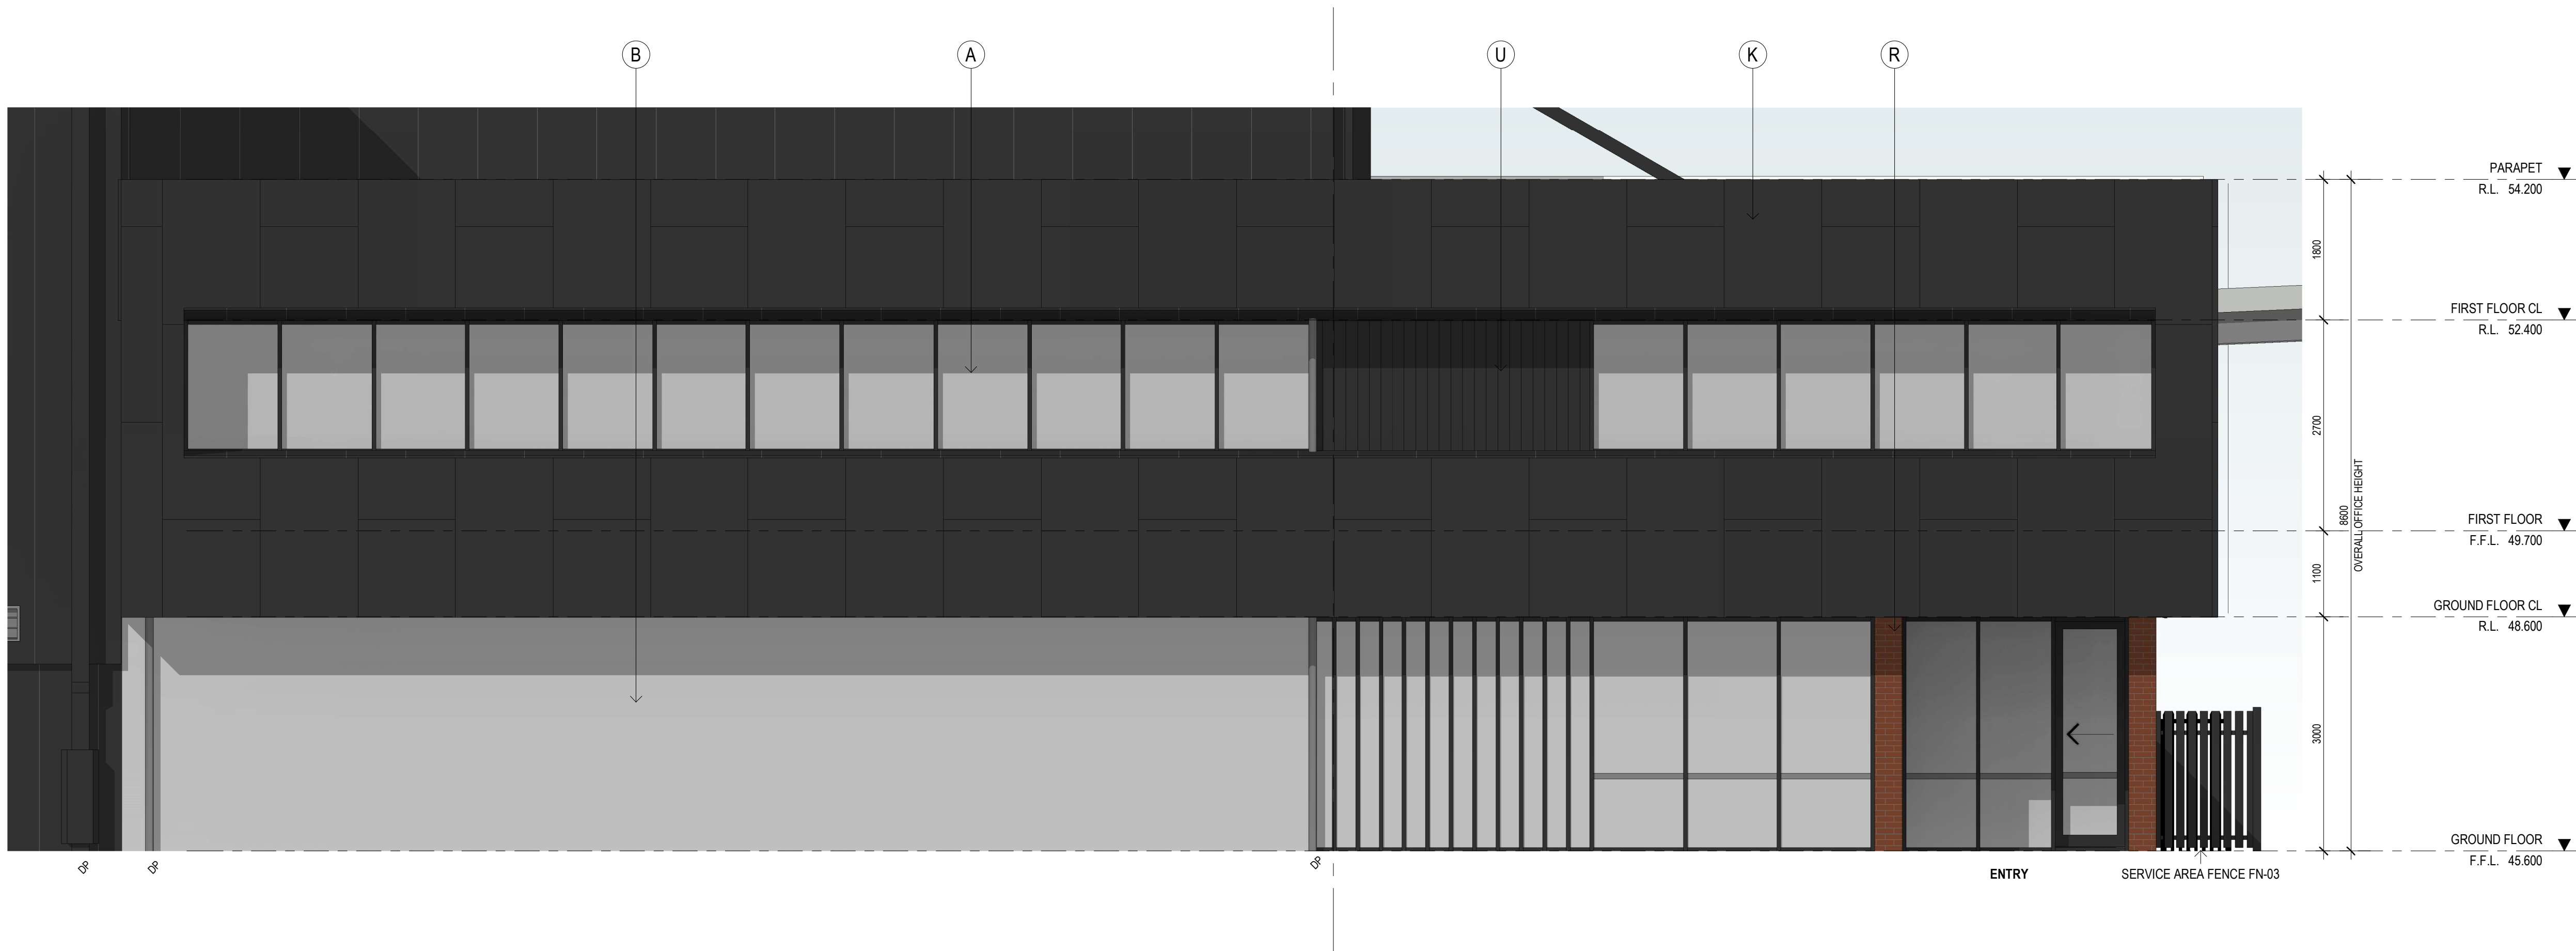 B
A
U
K
R
PARAPET
R.L. 54.200
1800
FIRST FLOOR CL
R.L. 52.400
2700
8600
OVERALL OFFICE HEIGHT
FIRST FLOOR
F.F.L. 49.700
1100
GROUND FLOOR CL
R.L. 48.600
3000
GROUND FLOOR
F.F.L. 45.600
DP
DP
DP
ENTRY
SERVICE AREA FENCE FN-03